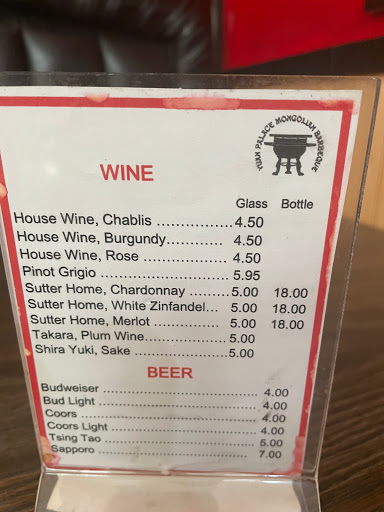 YUAN PALACE MONGOLIAN BARBEQUE
WINE
Glass Bottle
House Wine, Chablis .................. 4.50
House Wine, Burgundy............. 4.50
House Wine, Rose .................... 4.50
Pinot Grigio ............................... 5.95
Sutter Home, Chardonnay ......... 5.00 18.00
Sutter Home, White Zinfandel... 5.00 18.00
Sutter Home, Merlot ................. 5.00 18.00
Takara, Plum Wine.................... 5.00
Shira Yuki, Sake ....................... 5.00
BEER
Budweiser ........................................ 4.00
Bud Light ......................................... 4.00
Coors ............................................... 4.00
Coors Light ...................................... 4.00
Tsing Tao ......................................... 5.00
Sapporo ........................................... 7.00